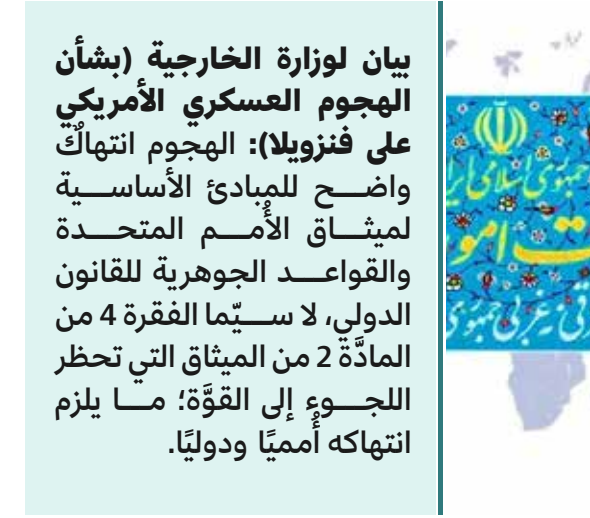 بيان لوزارة الخارجية (بشأن
الهجوم العسكري الأمريكي
على فنزويلا): الهجوم انتهاكٌ
واضح للمبادئ الأساسية
لميثاق الأُمم المتحدة
والقواعد الجوهرية للقانون
الدولي، لا سيّما الفقرة 4 من
المادَّة 2 من الميثاق التي تحظر
اللجوء إلى القوَّة؛ ما يلزم
انتهاكه أُمميًا ودوليًا.